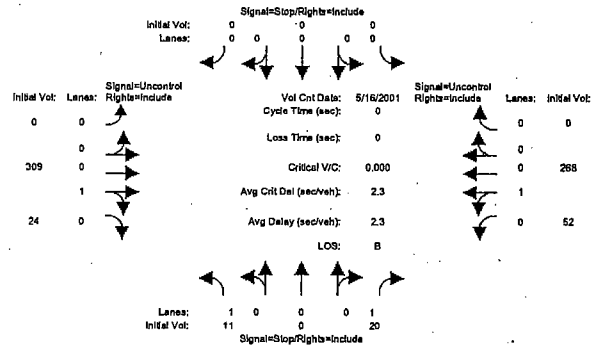 Signal=Stop/Rights=Include
Initial Vol: 0 0 0
Lanes: 0 0 0 0 0
Signal=Uncontrol
Initial Vol: Lanes: Rights=Include
Vol Cnt Date: 5/16/2001
Signal=Uncontrol
Rights=Include Lanes: Initial Vol:
Cycle Time (sec): 0
0 0
0 0
Loss Time (sec): 0
0
0
309 0
Critical V/C: 0.000
0 268
1
Avg Crit Del (sec/veh): 2.3
1
24 0
Avg Delay (sec/veh): 2.3
0 52
LOS: B
Lanes: 1 0 0 0 1
Initial Vol: 11 0 20
Signal=Stop/Rights=Include